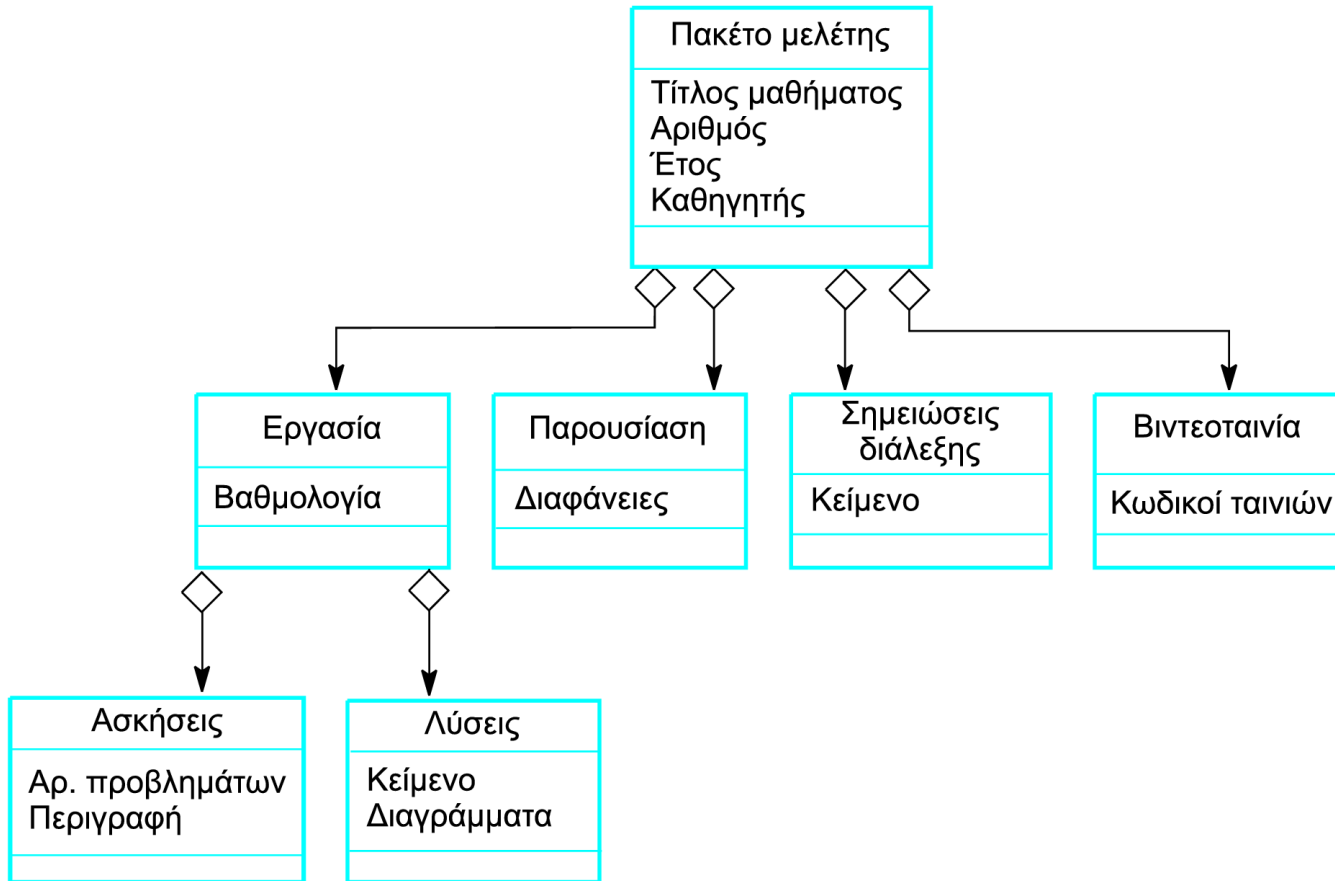 Πακέτο μελέτης
Τίτλος μαθήματος
Αριθμός
Έτος
Καθηγητής
Εργασία
Βαθμολογία
Παρουσίαση
Διαφάνειες
Σημειώσεις
διάλεξης
Κείμενο
Βιντεοταινία
Κωδικοί ταινιών
Ασκήσεις
Αρ. προβλημάτων
Περιγραφή
Λύσεις
Κείμενο
Διαγράμματα